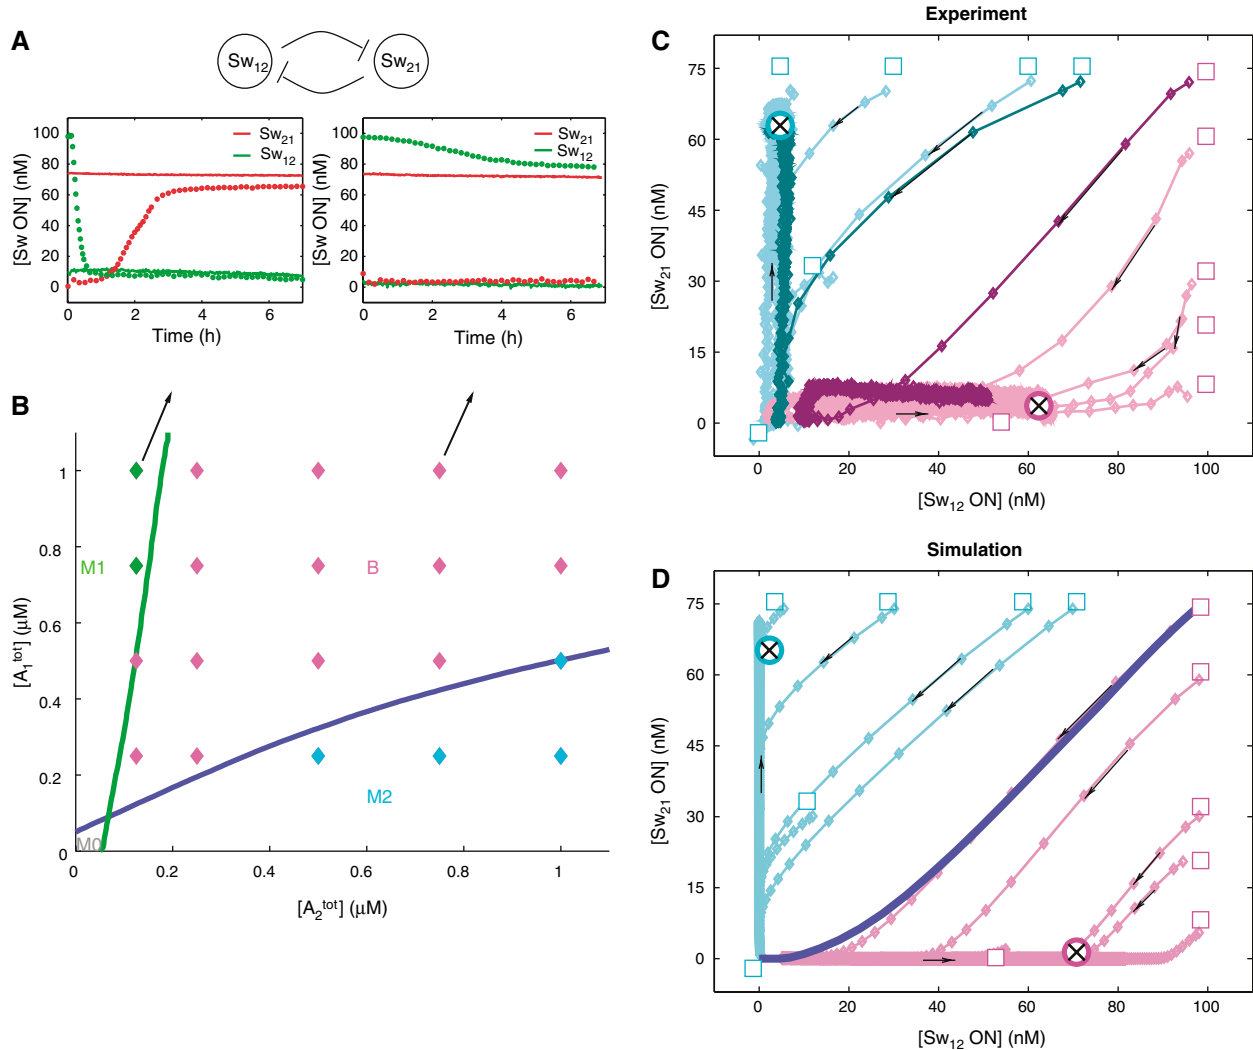 A
Sw12
Sw21
[Sw ON] (nM)
100
80
60
40
20
0
Sw21
Sw12
0
2
4
6
Time (h)
[Sw ON] (nM)
100
80
60
40
20
0
Sw21
Sw12
0
2
4
6
Time (h)
B
[A1tot] (μM)
1
0.8
0.6
0.4
0.2
0
M1
B
M2
M0
0
0.2
0.4
0.6
0.8
1
[A2tot] (μM)
Experiment
C
[Sw21 ON] (nM)
75
60
45
30
15
0
0
20
40
60
80
100
[Sw12 ON] (nM)
Simulation
D
[Sw21 ON] (nM)
75
60
45
30
15
0
0
20
40
60
80
100
[Sw12 ON] (nM)